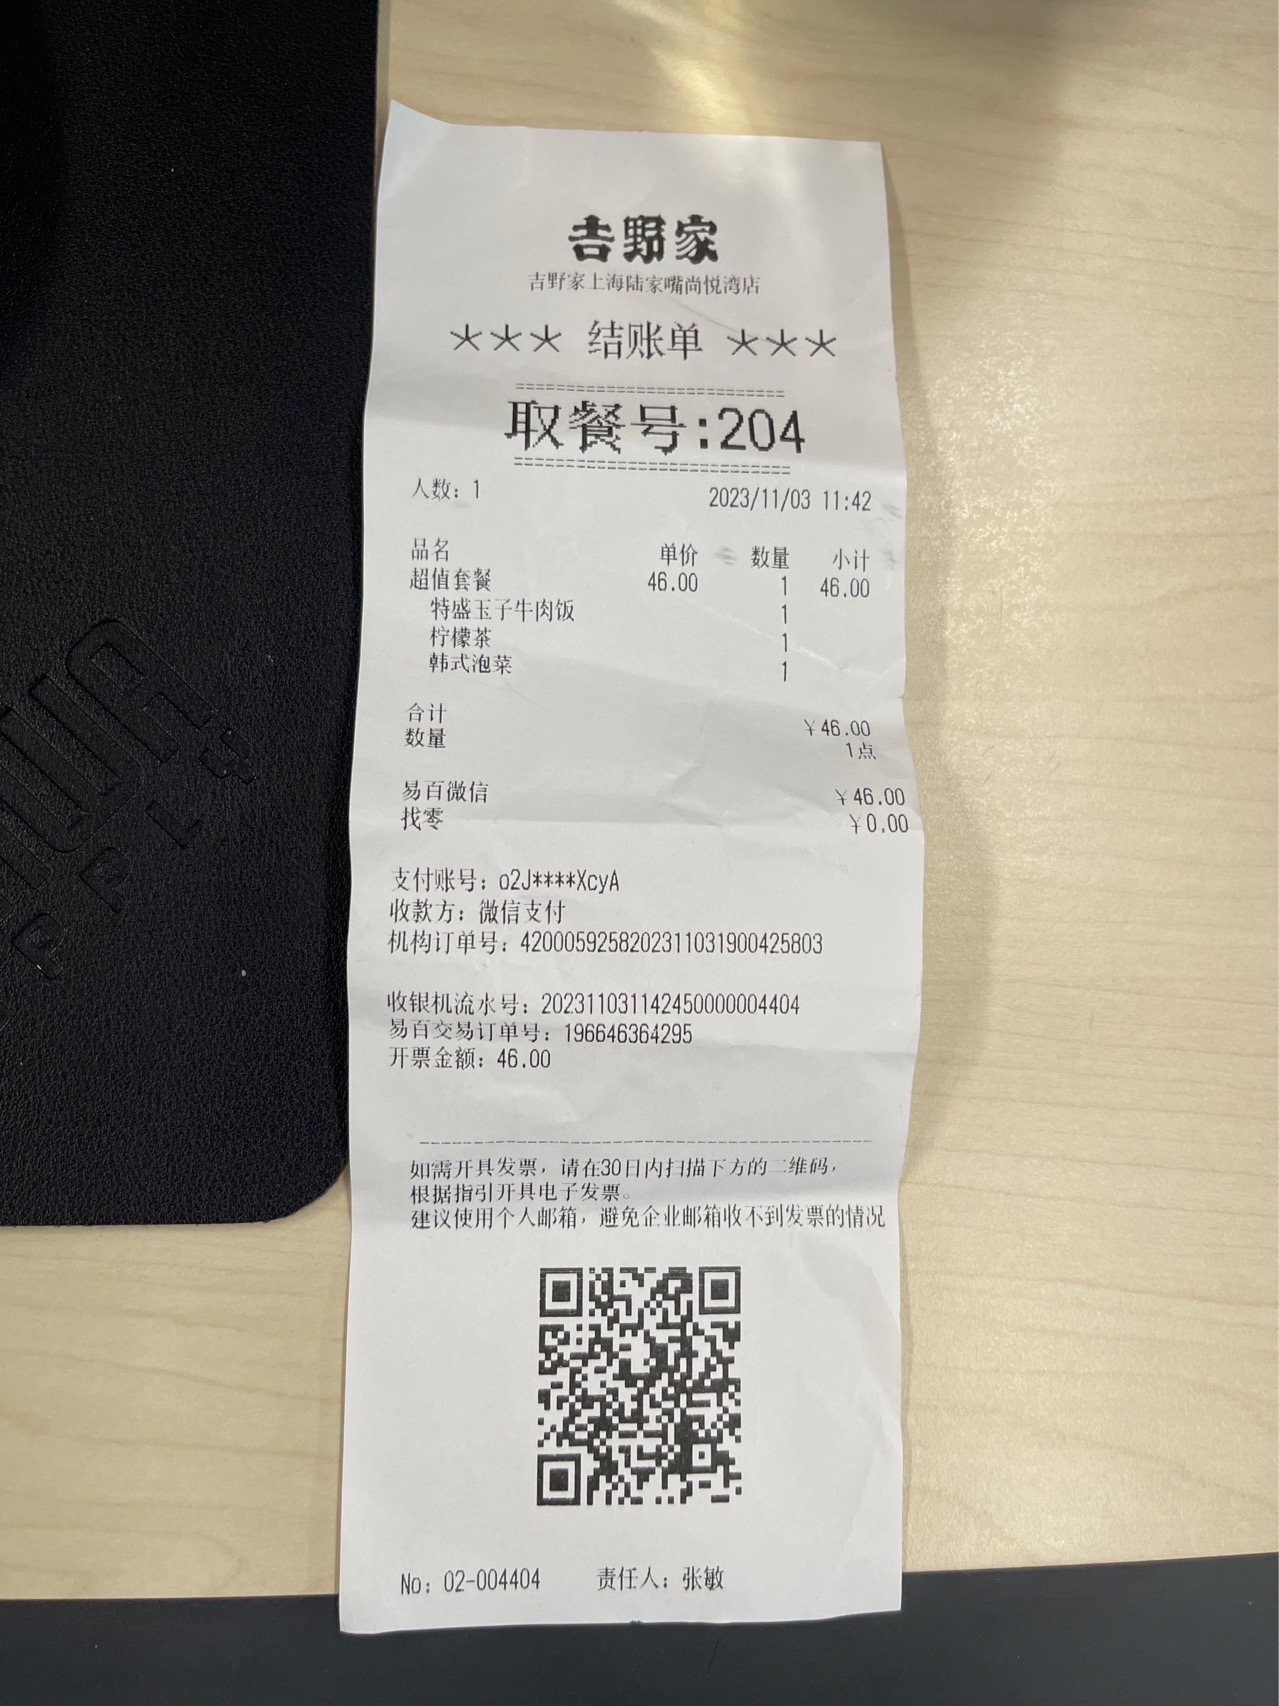 吉野家
吉野家上海陆家嘴尚悦湾店
*** 结账单 ***
===========================
取餐号:204
===========================
人数: 1 2023/11/03 11:42
品名 单价 数量 小计
超值套餐 46.00 1 46.00
特盛玉子牛肉饭 1
柠檬茶 1
韩式泡菜 1
合计 ¥46.00
数量 1点
易百微信 ¥46.00
找零 ¥0.00
支付账号: o2J****XcyA
收款方: 微信支付
机构订单号: 4200059258202311031900425803
收银机流水号: 202311031142450000004404
易百交易订单号: 196646364295
开票金额: 46.00
如需开具发票，请在30日内扫描下方的二维码，
根据指引开具电子发票。
建议使用个人邮箱，避免企业邮箱收不到发票的情况
No: 02-004404 责任人: 张敏